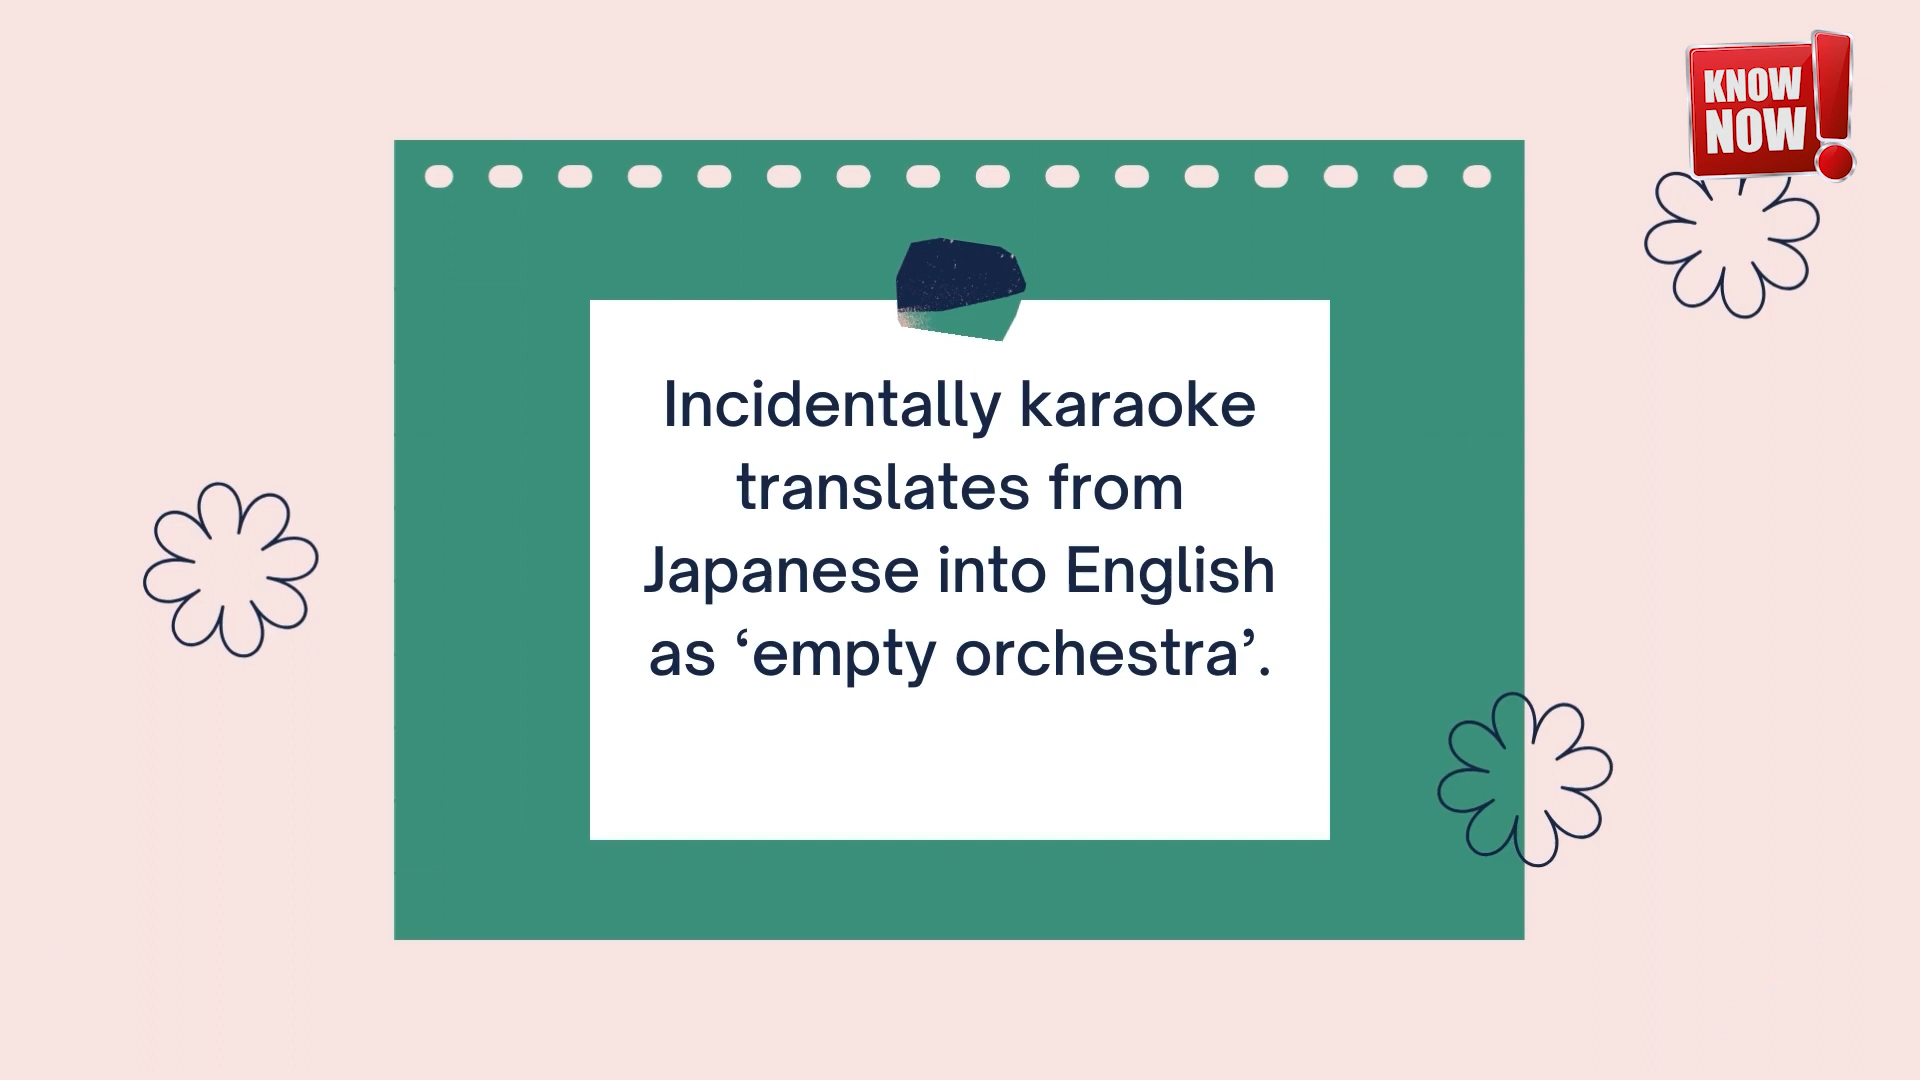 KNOW
NOW
Incidentally karaoke
translates from
Japanese into English
as ‘empty orchestra’.